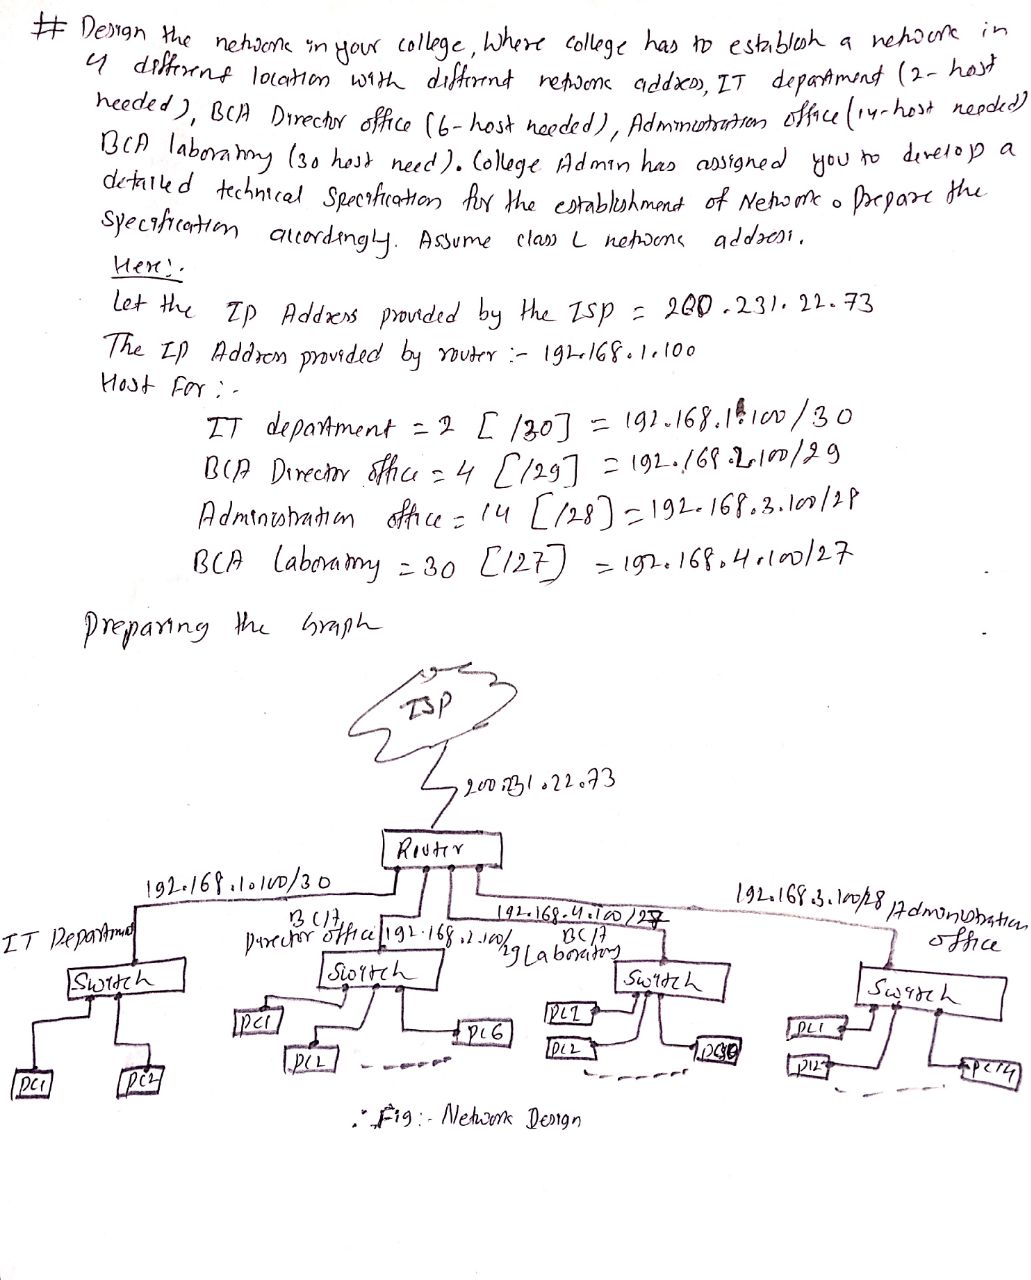 # Design the network in your college, where college has to establish a network in
4 different location with different network address, IT department (2-host
needed), BCA Director office (6-host needed), Administration office (14-host needed)
BCA laboratory (30 host need). College Admin has assigned you to develop a
detailed technical specification for the establishment of Network. Prepare the
specification accordingly. Assume class C network address.
Here:-
Let the IP Address provided by the ISP = 200.231.22.73
The IP Address provided by router :- 192.168.1.100
Host For :-
IT department = 2 [/30] = 192.168.1.100/30
BCA Director office = 4 [/29] = 192.168.2.100/29
Administration office = 14 [/28] = 192.168.3.100/28
BCA laboratory = 30 [/27] = 192.168.4.100/27
Preparing the Graph
ISP
200.231.22.73
Router
192.168.1.100/30
192.168.3.100/28
Administration
office
IT Department
BCA
Director office
192.168.2.100/29
192.168.4.100/27
BCA
Laboratory
Switch
Switch
Switch
Switch
PC1
PC2
PC1
PC2
PC6
PC1
PC2
PC30
PC1
PC2
PC14
∴ Fig:- Network Design